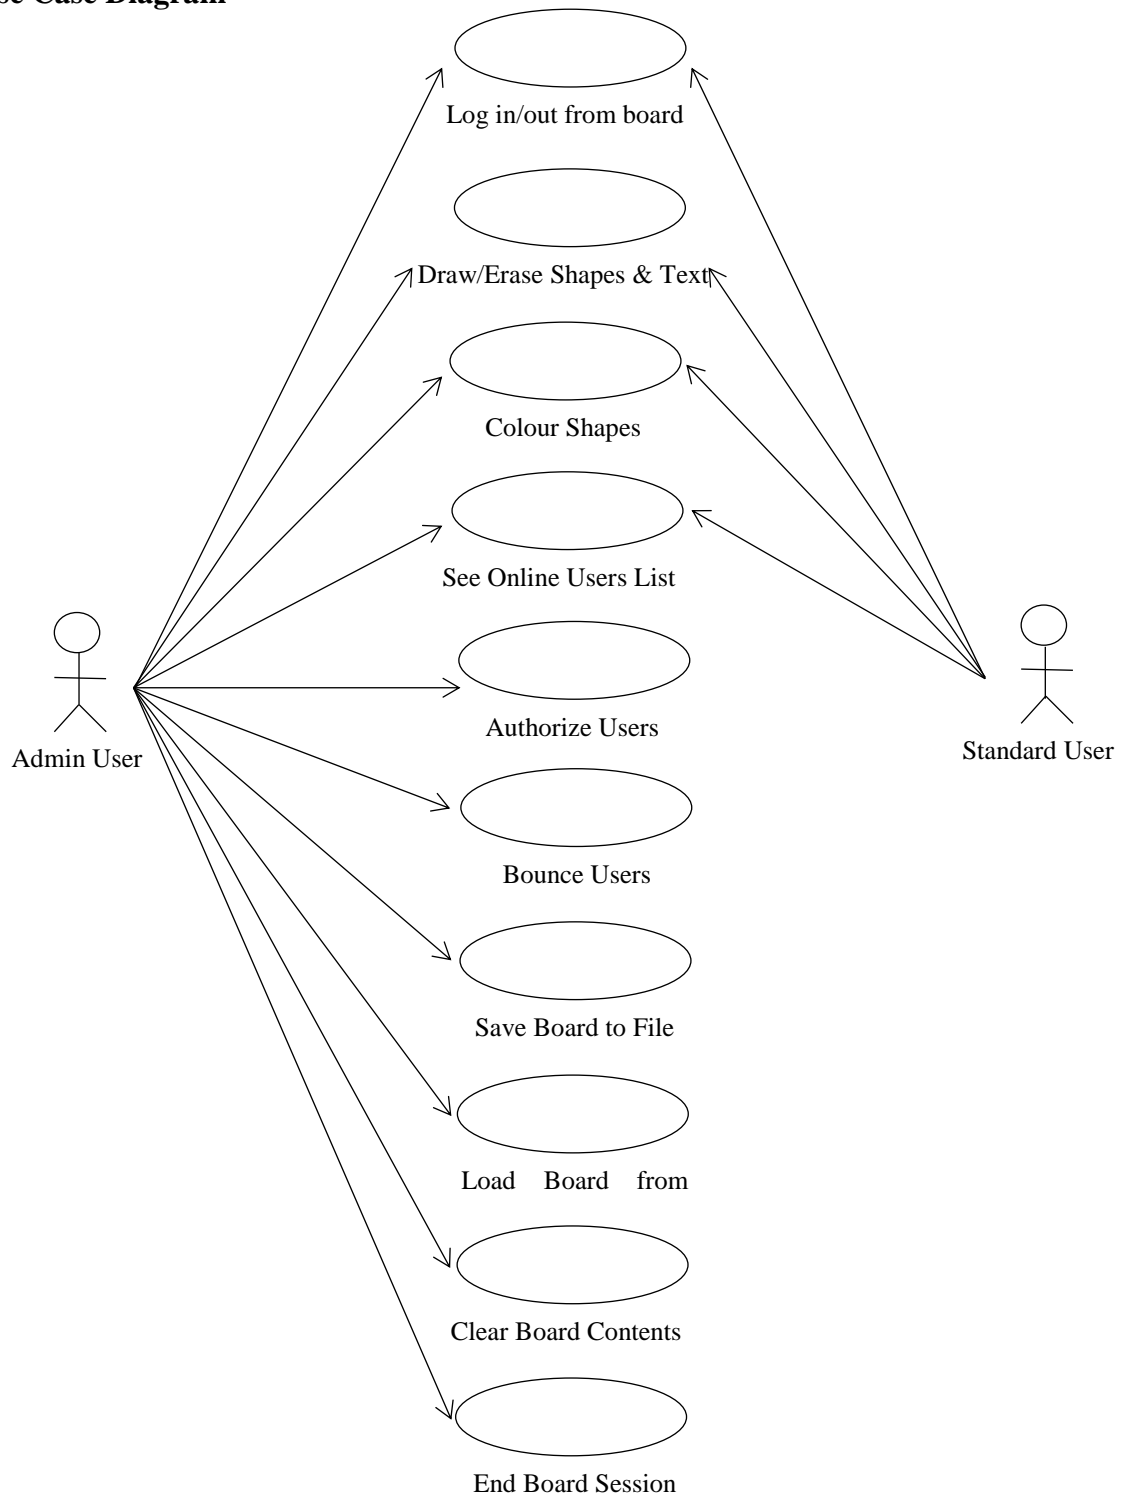 Case Diagram
Log in/out from board
Draw/Erase Shapes & Text
Colour Shapes
See Online Users List
Authorize Users
Admin User
Standard User
Bounce Users
Save Board to File
Load Board from
Clear Board Contents
End Board Session